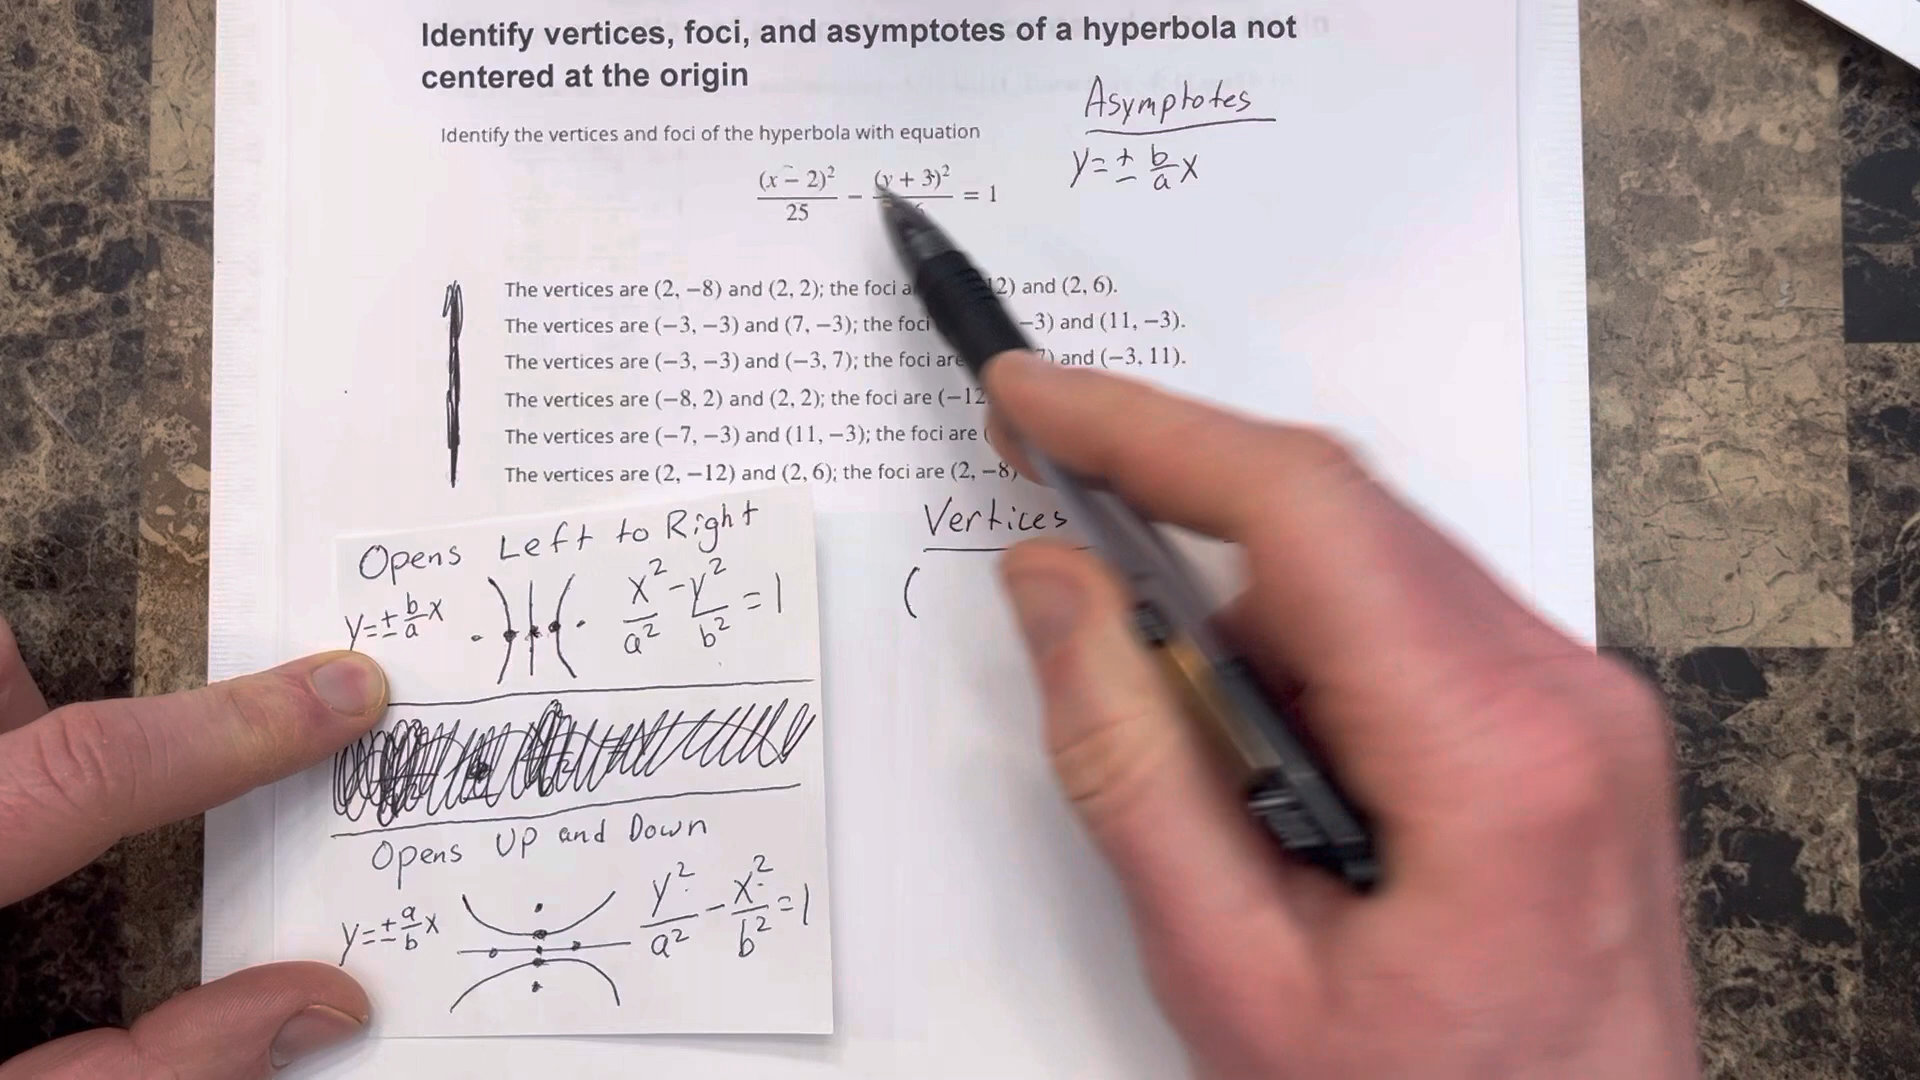 Identify vertices, foci, and asymptotes of a hyperbola not
centered at the origin
Asymptotes
y=± b/a x
Identify the vertices and foci of the hyperbola with equation
(x − 2)²/25 − (y + 3)² = 1
The vertices are (2, −8) and (2, 2); the foci 12) and (2, 6).
The vertices are (−3, −3) and (7, −3); the foci −3) and (11, −3).
The vertices are (−3, −3) and (−3, 7); the foci are 7) and (−3, 11).
The vertices are (−8, 2) and (2, 2); the foci are (−12
The vertices are (−7, −3) and (11, −3); the foci are (
The vertices are (2, −12) and (2, 6); the foci are (2, −8)
Vertices
(
Opens Left to Right
y=± b/a x x²/a² - y²/b² = 1
Opens Up and Down
y=± a/b x y²/a² - x²/b² = 1